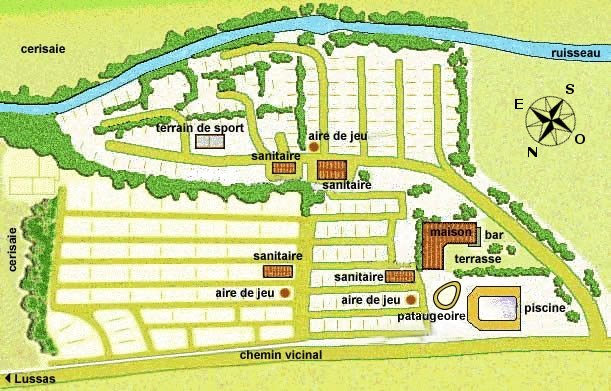 cerisaie
ruisseau
S
E
O
N
terrain de sport
aire de jeu
sanitaire
sanitaire
maison
bar
cerisaie
terrasse
sanitaire
sanitaire
aire de jeu
aire de jeu
piscine
pataugeoire
chemin vicinal
Lussas